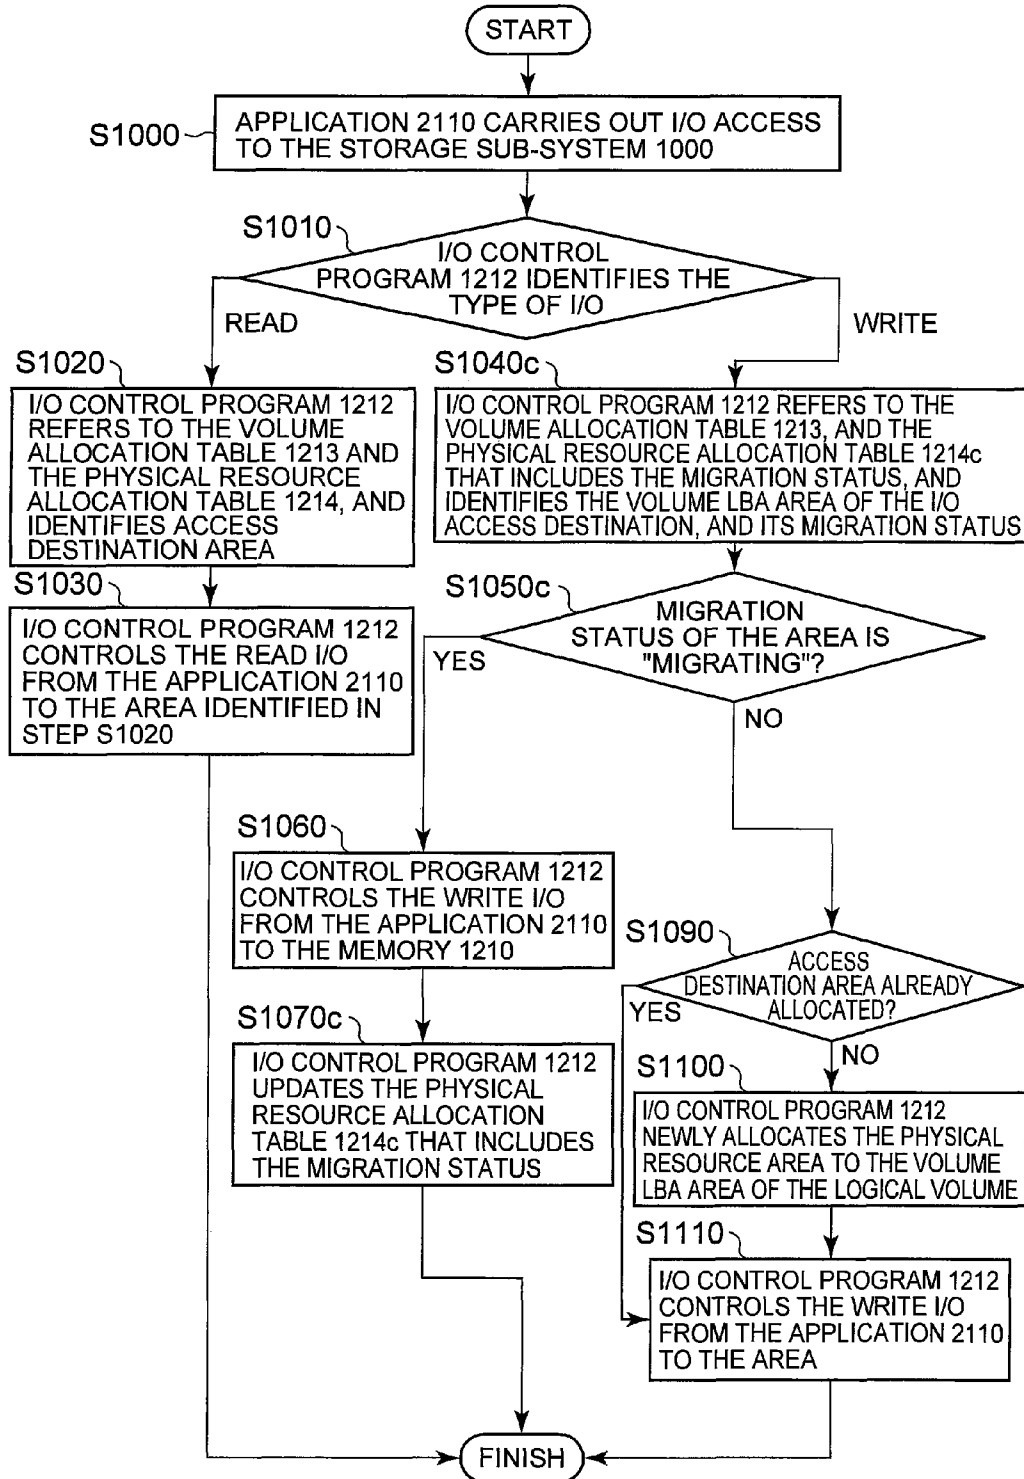 START
S1000
APPLICATION 2110 CARRIES OUT I/O ACCESS
TO THE STORAGE SUB-SYSTEM 1000
S1010
I/O CONTROL
PROGRAM 1212 IDENTIFIES THE
TYPE OF I/O
READ
WRITE
S1020
I/O CONTROL PROGRAM 1212
REFERS TO THE VOLUME
ALLOCATION TABLE 1213 AND
THE PHYSICAL RESOURCE
ALLOCATION TABLE 1214, AND
IDENTIFIES ACCESS
DESTINATION AREA
S1040c
I/O CONTROL PROGRAM 1212 REFERS TO THE
VOLUME ALLOCATION TABLE 1213, AND THE
PHYSICAL RESOURCE ALLOCATION TABLE 1214c
THAT INCLUDES THE MIGRATION STATUS, AND
IDENTIFIES THE VOLUME LBA AREA OF THE I/O
ACCESS DESTINATION, AND ITS MIGRATION STATUS
S1030
I/O CONTROL PROGRAM 1212
CONTROLS THE READ I/O
FROM THE APPLICATION 2110
TO THE AREA IDENTIFIED IN
STEP S1020
S1050c
MIGRATION
STATUS OF THE AREA IS
"MIGRATING"?
YES
NO
S1060
I/O CONTROL PROGRAM 1212
CONTROLS THE WRITE I/O
FROM THE APPLICATION 2110
TO THE MEMORY 1210
S1090
ACCESS
DESTINATION AREA ALREADY
ALLOCATED?
YES
NO
S1070c
I/O CONTROL PROGRAM 1212
UPDATES THE PHYSICAL
RESOURCE ALLOCATION
TABLE 1214c THAT INCLUDES
THE MIGRATION STATUS
S1100
I/O CONTROL PROGRAM 1212
NEWLY ALLOCATES THE PHYSICAL
RESOURCE AREA TO THE VOLUME
LBA AREA OF THE LOGICAL VOLUME
S1110
I/O CONTROL PROGRAM 1212
CONTROLS THE WRITE I/O
FROM THE APPLICATION 2110
TO THE AREA
FINISH